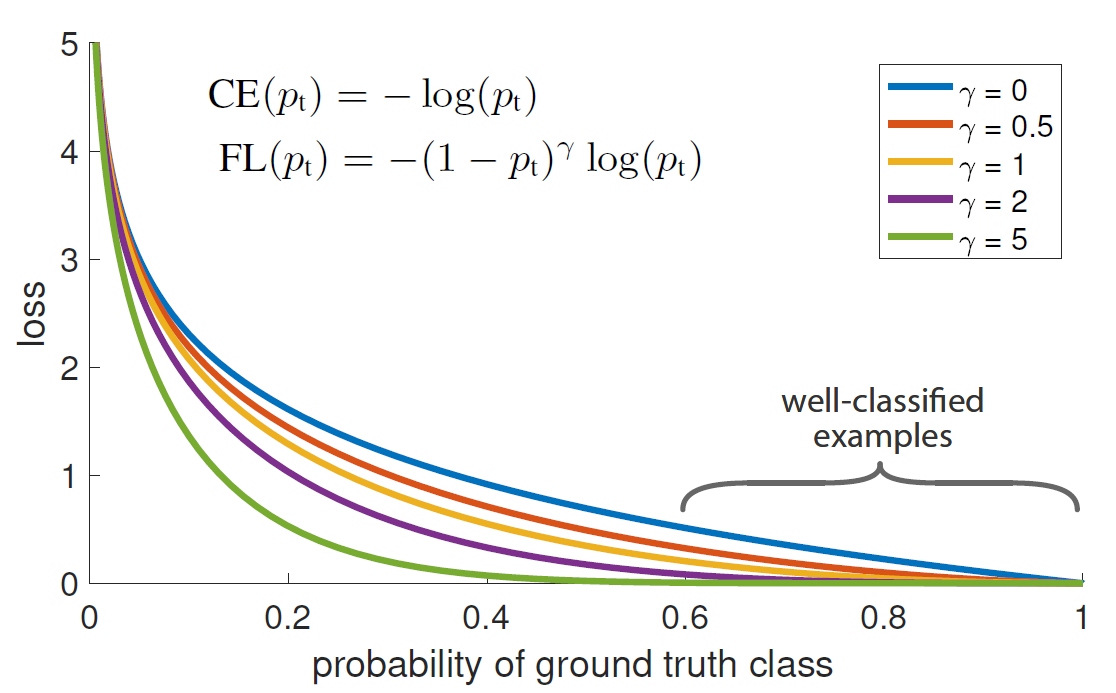 5
4
3
2
1
0
loss
CE(pₜ) = − log(pₜ)
FL(pₜ) = −(1 − pₜ)^γ log(pₜ)
γ = 0
γ = 0.5
γ = 1
γ = 2
γ = 5
well-classified
examples
0 0.2 0.4 0.6 0.8 1
probability of ground truth class